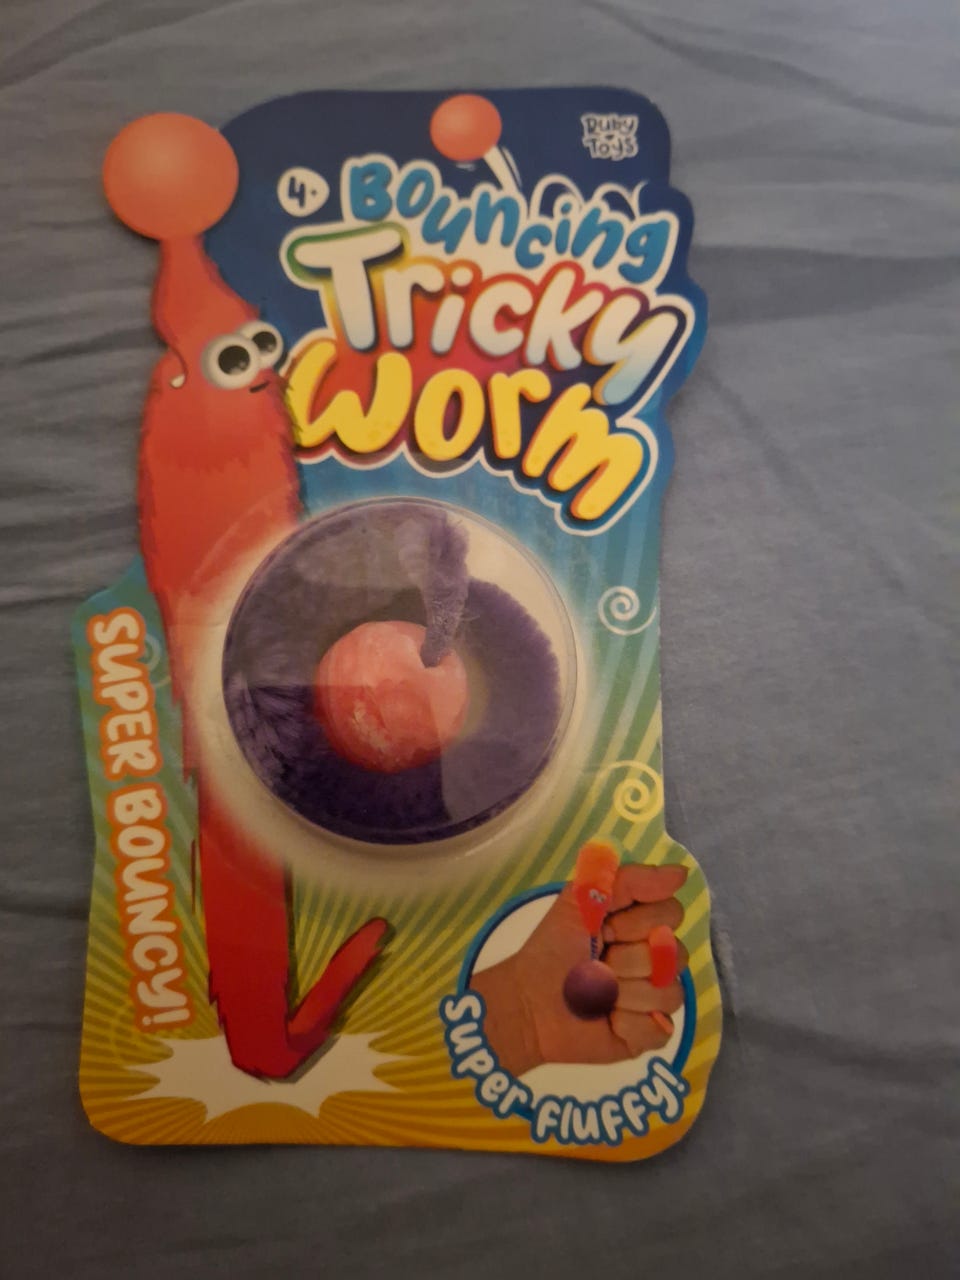 Ruby
Toys
4+
Bouncing
Tricky
Worm
SUPER BOUNCY!
Super fluffy!